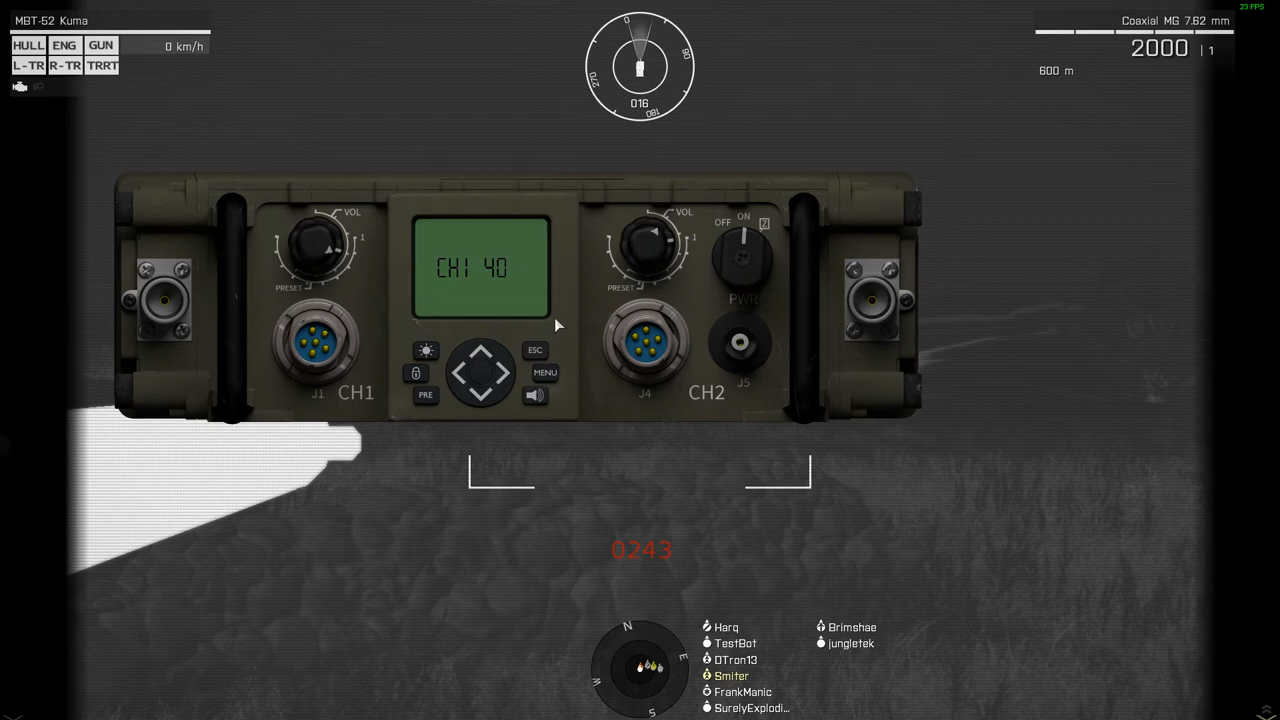 23 FPS
MBT-52 Kuma
HULL ENG GUN
0 km/h
L-TR R-TR TRRT
0
90
180
270
016
Coaxial MG 7.62 mm
2000 | 1
600 m
VOL
1
PRESET
CH1 40
VOL
1
PRESET
OFF ON Z
PWR
ESC
MENU
PRE
J1 CH1
J4 CH2
J5
0243
N
E
S
W
Harq
TestBot
DTron13
Smiter
FrankManic
SurelyExplodi...
Brimshae
jungletek